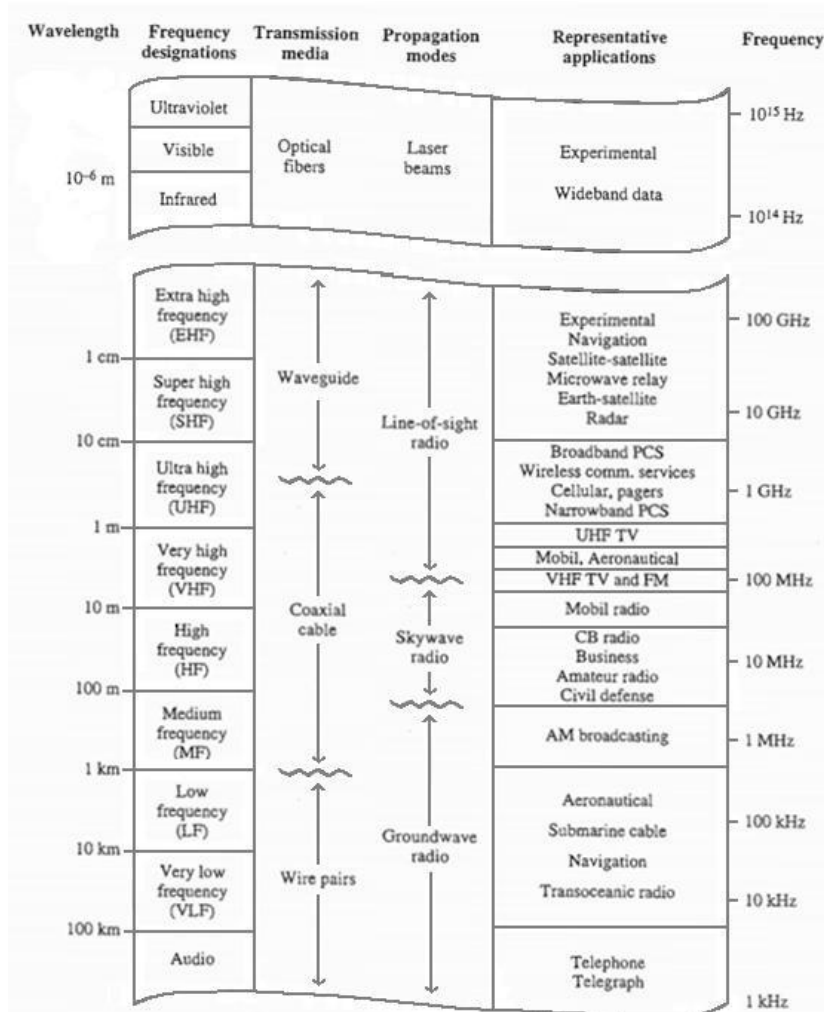 Wavelength
Frequency
designations
Transmission
media
Propagation
modes
Representative
applications
Frequency
Ultraviolet
Visible
Infrared
10⁻⁶ m
Optical
fibers
Laser
beams
Experimental
Wideband data
10¹⁵ Hz
10¹⁴ Hz
Extra high
frequency
(EHF)
1 cm
Super high
frequency
(SHF)
10 cm
Ultra high
frequency
(UHF)
1 m
Very high
frequency
(VHF)
10 m
High
frequency
(HF)
100 m
Medium
frequency
(MF)
1 km
Low
frequency
(LF)
10 km
Very low
frequency
(VLF)
100 km
Audio
Waveguide
Coaxial
cable
Wire pairs
Line-of-sight
radio
Skywave
radio
Groundwave
radio
Experimental
Navigation
Satellite-satellite
Microwave relay
Earth-satellite
Radar
Broadband PCS
Wireless comm. services
Cellular, pagers
Narrowband PCS
UHF TV
Mobil, Aeronautical
VHF TV and FM
Mobil radio
CB radio
Business
Amateur radio
Civil defense
AM broadcasting
Aeronautical
Submarine cable
Navigation
Transoceanic radio
Telephone
Telegraph
100 GHz
10 GHz
1 GHz
100 MHz
10 MHz
1 MHz
100 kHz
10 kHz
1 kHz